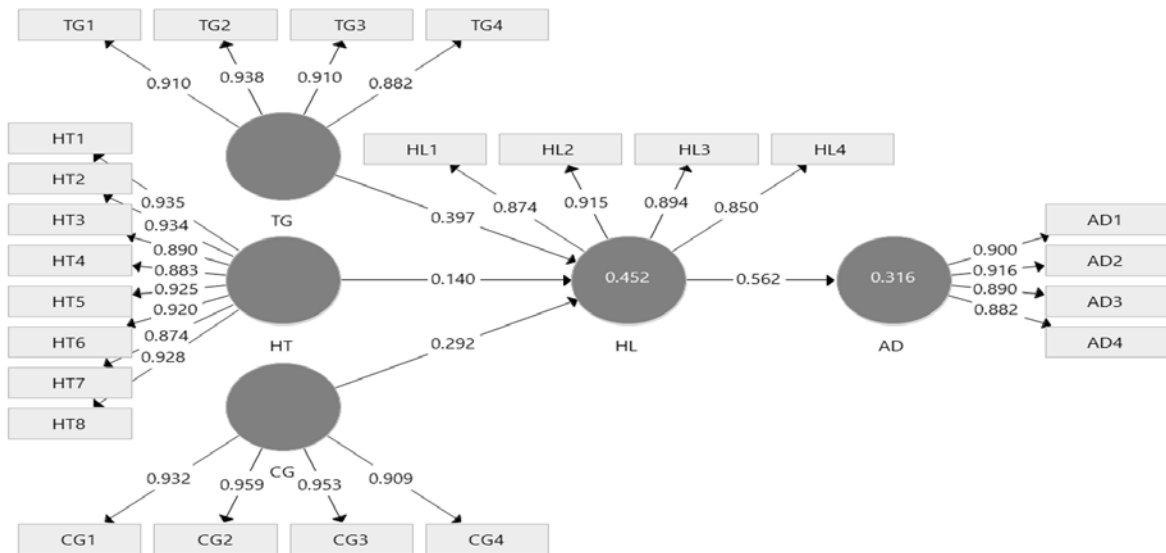 TG1 TG2 TG3 TG4
0.910 0.938 0.910 0.882
TG
HT1
HT2
HT3
HT4
HT5
HT6
HT7
HT8
0.935
0.934
0.890
0.883
0.925
0.920
0.874
0.928
HT
0.397
0.140
0.292
HL1 HL2 HL3 HL4
0.874 0.915 0.894 0.850
0.452
HL
0.562
0.316
AD
0.900
0.916
0.890
0.882
AD1
AD2
AD3
AD4
CG
0.932 0.959 0.953 0.909
CG1 CG2 CG3 CG4